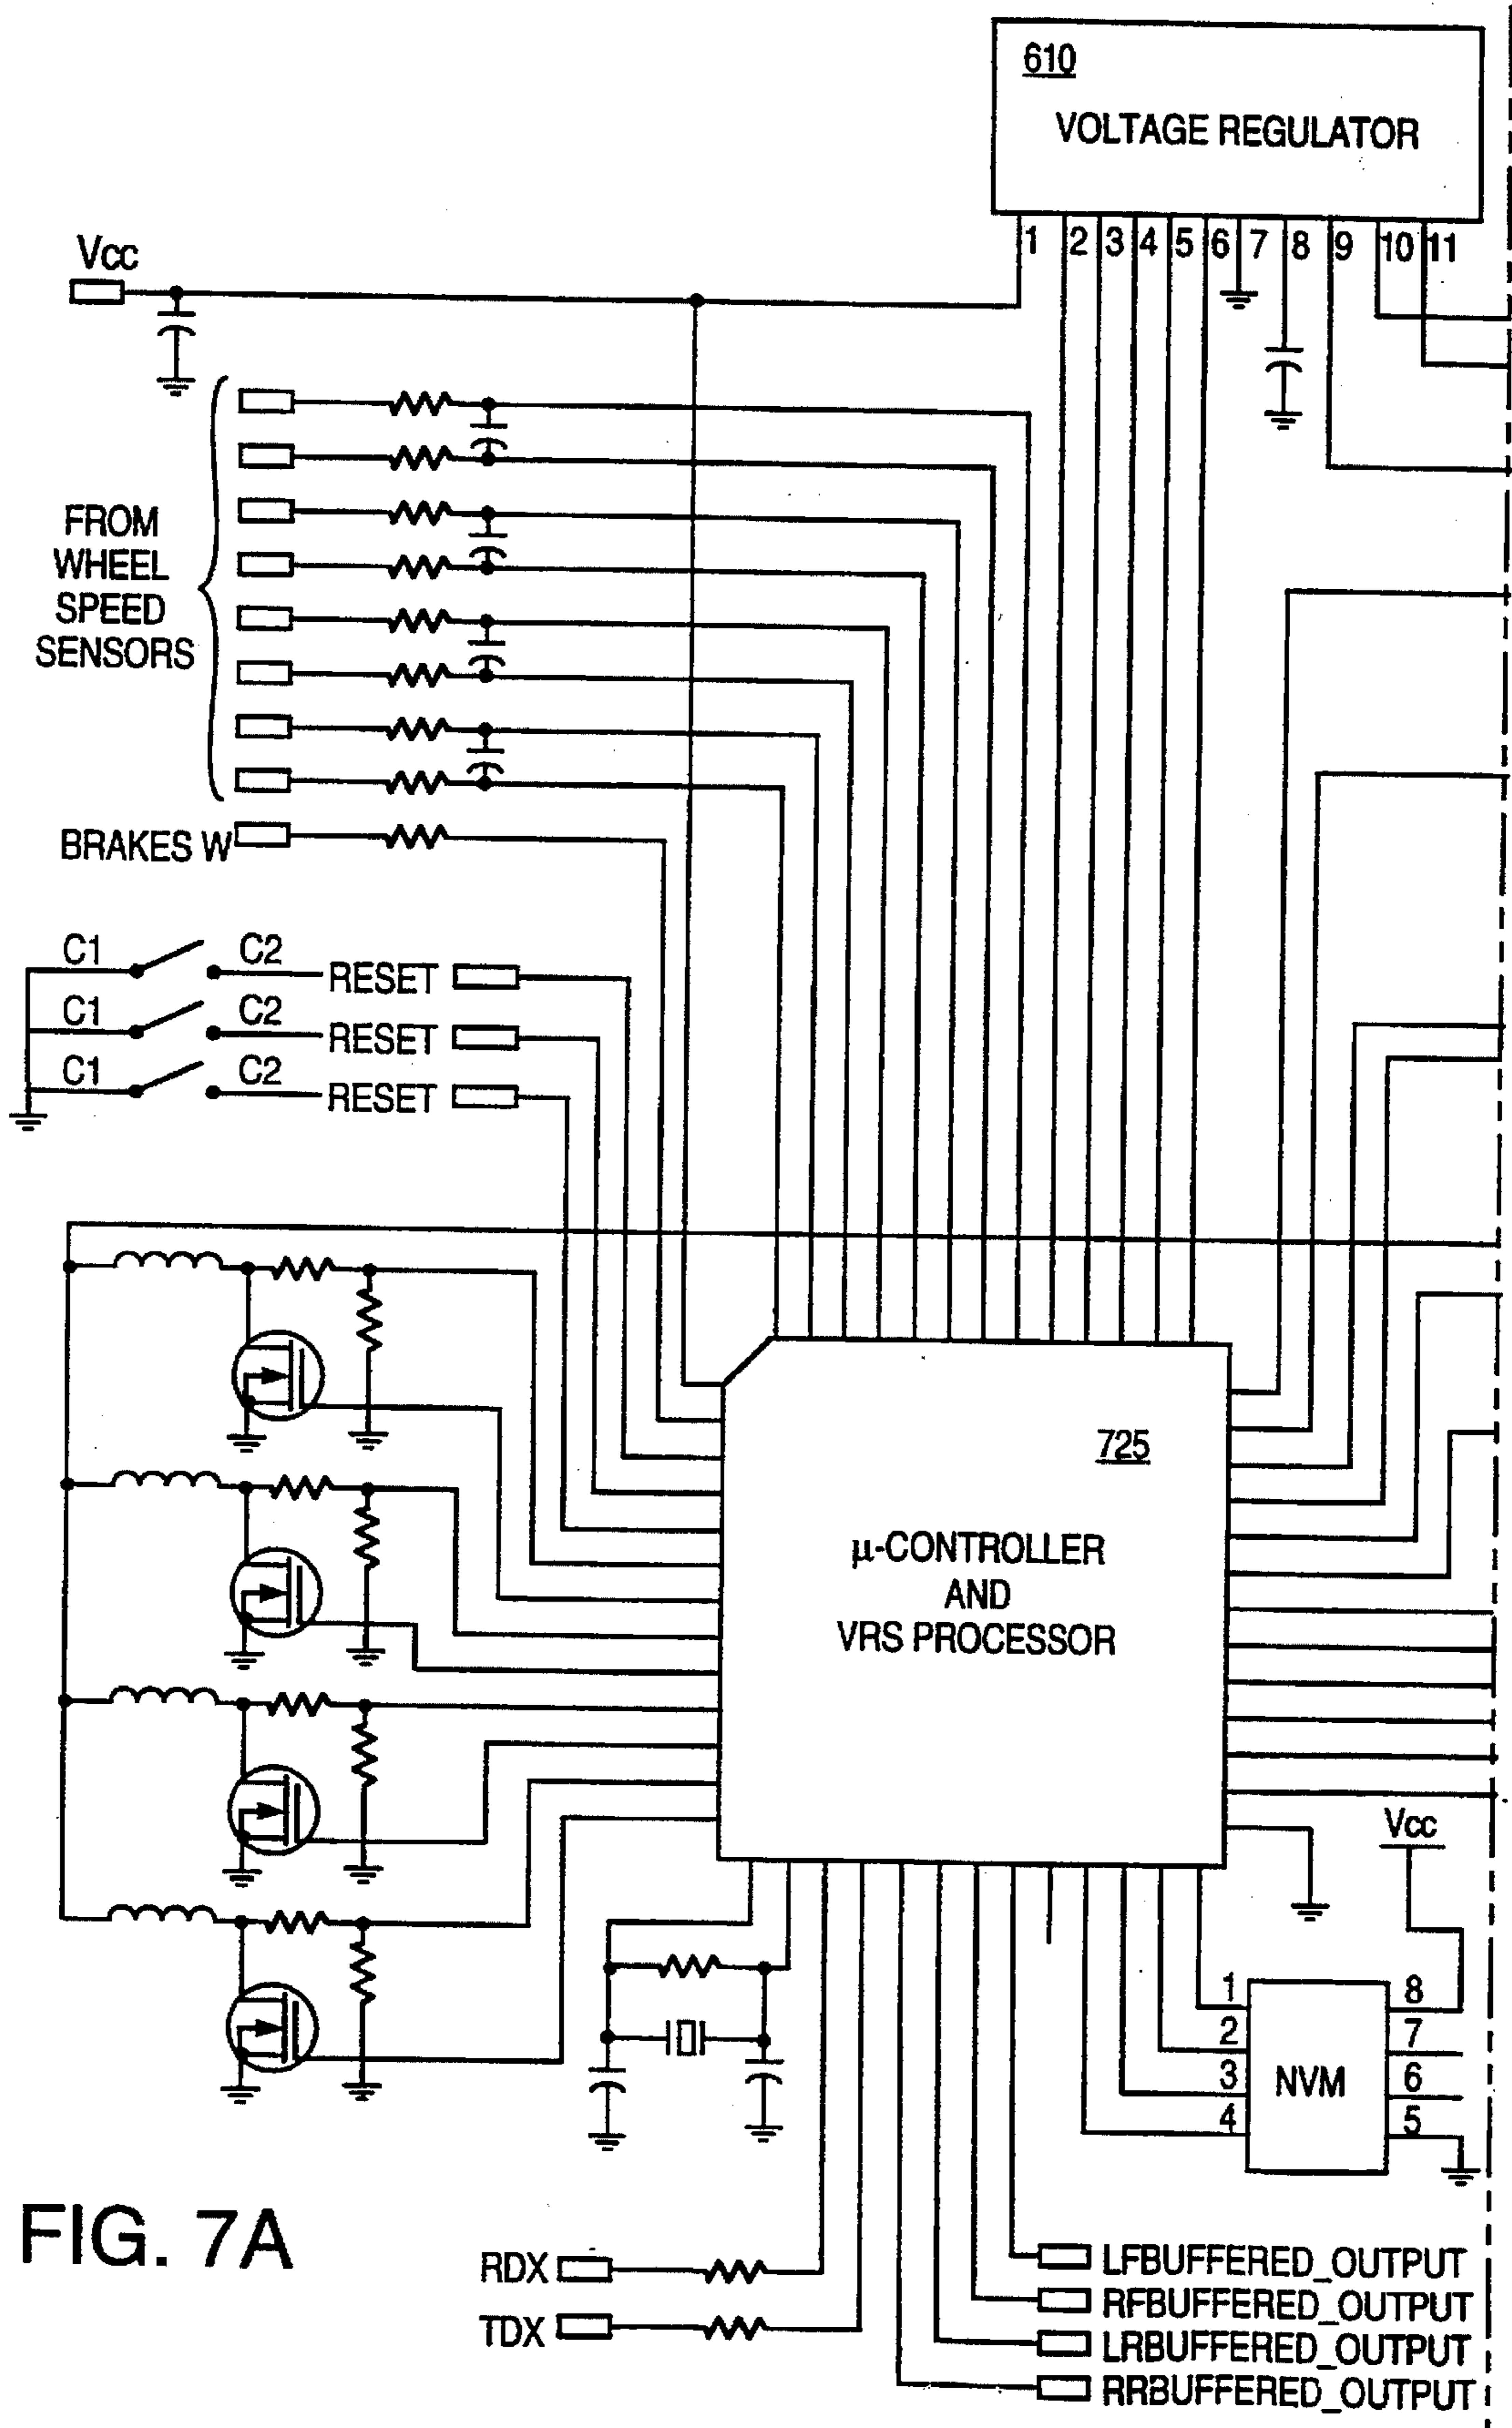 610
VOLTAGE REGULATOR
1 2 3 4 5 6 7 8 9 10 11
Vcc
FROM
WHEEL
SPEED
SENSORS
BRAKES W
C1 C2 RESET
C1 C2 RESET
C1 C2 RESET
725
µ-CONTROLLER
AND
VRS PROCESSOR
Vcc
1 8
2 7
3 6
4 5
NVM
FIG. 7A
RDX
TDX
LFBUFFERED_OUTPUT
RFBUFFERED_OUTPUT
LRBUFFERED_OUTPUT
RRBUFFERED_OUTPUT